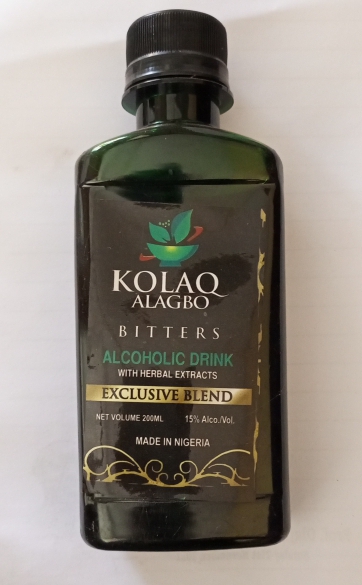 KOLAQ
ALAGBO
BITTERS
ALCOHOLIC DRINK
WITH HERBAL EXTRACTS
EXCLUSIVE BLEND
NET VOLUME 200ML 15% Alco./Vol.
MADE IN NIGERIA